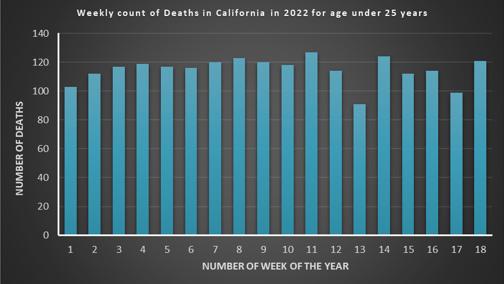 Weekly count of Deaths in California in 2022 for age under 25 years
140
120
100
80
60
40
20
0
NUMBER OF DEATHS
1 2 3 4 5 6 7 8 9 10 11 12 13 14 15 16 17 18
NUMBER OF WEEK OF THE YEAR